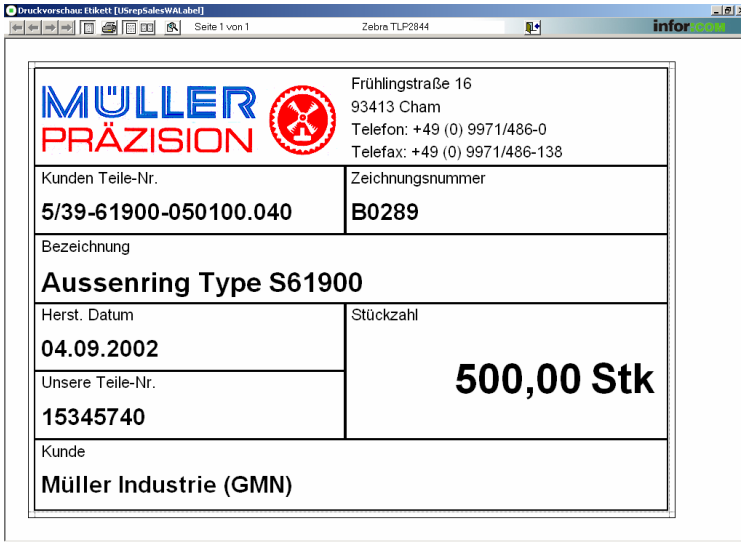 Druckvorschau: Etikett [USrepSalesWALabel]
Seite 1 von 1
Zebra TLP2844
infor:COM
MÜLLER
PRÄZISION
Frühlingstraße 16
93413 Cham
Telefon: +49 (0) 9971/486-0
Telefax: +49 (0) 9971/486-138
Kunden Teile-Nr.
5/39-61900-050100.040
Zeichnungsnummer
B0289
Bezeichnung
Aussenring Type S61900
Herst. Datum
04.09.2002
Stückzahl
500,00 Stk
Unsere Teile-Nr.
15345740
Kunde
Müller Industrie (GMN)